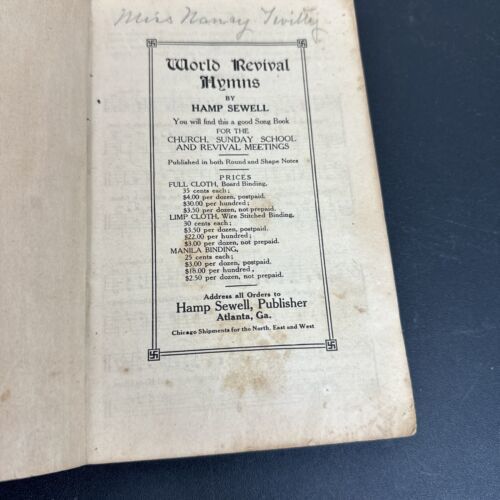 Miss Nancy Twitty
World Revival
Hymns
BY
HAMP SEWELL
You will find this a good Song Book
FOR THE
CHURCH, SUNDAY SCHOOL
AND REVIVAL MEETINGS
Published in both Round and Shape Notes
PRICES
FULL CLOTH, Board Binding,
35 cents each;
$4.00 per dozen, postpaid.
$30.00 per hundred;
$3.50 per dozen, not prepaid.
LIMP CLOTH, Wire Stitched Binding,
30 cents each;
$3.50 per dozen, postpaid.
$22.00 per hundred;
$3.00 per dozen, not prepaid.
MANILA BINDING,
25 cents each;
$3.00 per dozen, postpaid.
$18.00 per hundred,
$2.50 per dozen, not prepaid.
Address all Orders to
Hamp Sewell, Publisher
Atlanta, Ga.
Chicago Shipments for the North, East and West